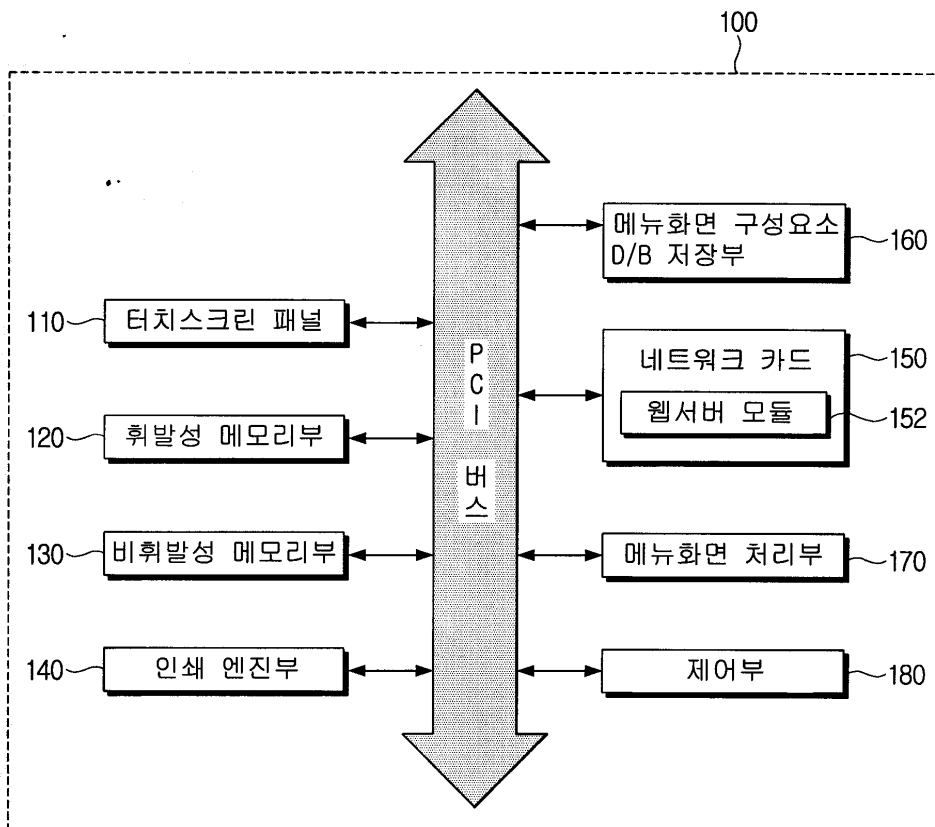 100
메뉴화면 구성요소
D/B 저장부
160
110
터치스크린 패널
PCI 버스
네트워크 카드
150
웹서버 모듈
152
120
휘발성 메모리부
130
비휘발성 메모리부
메뉴화면 처리부
170
140
인쇄 엔진부
제어부
180